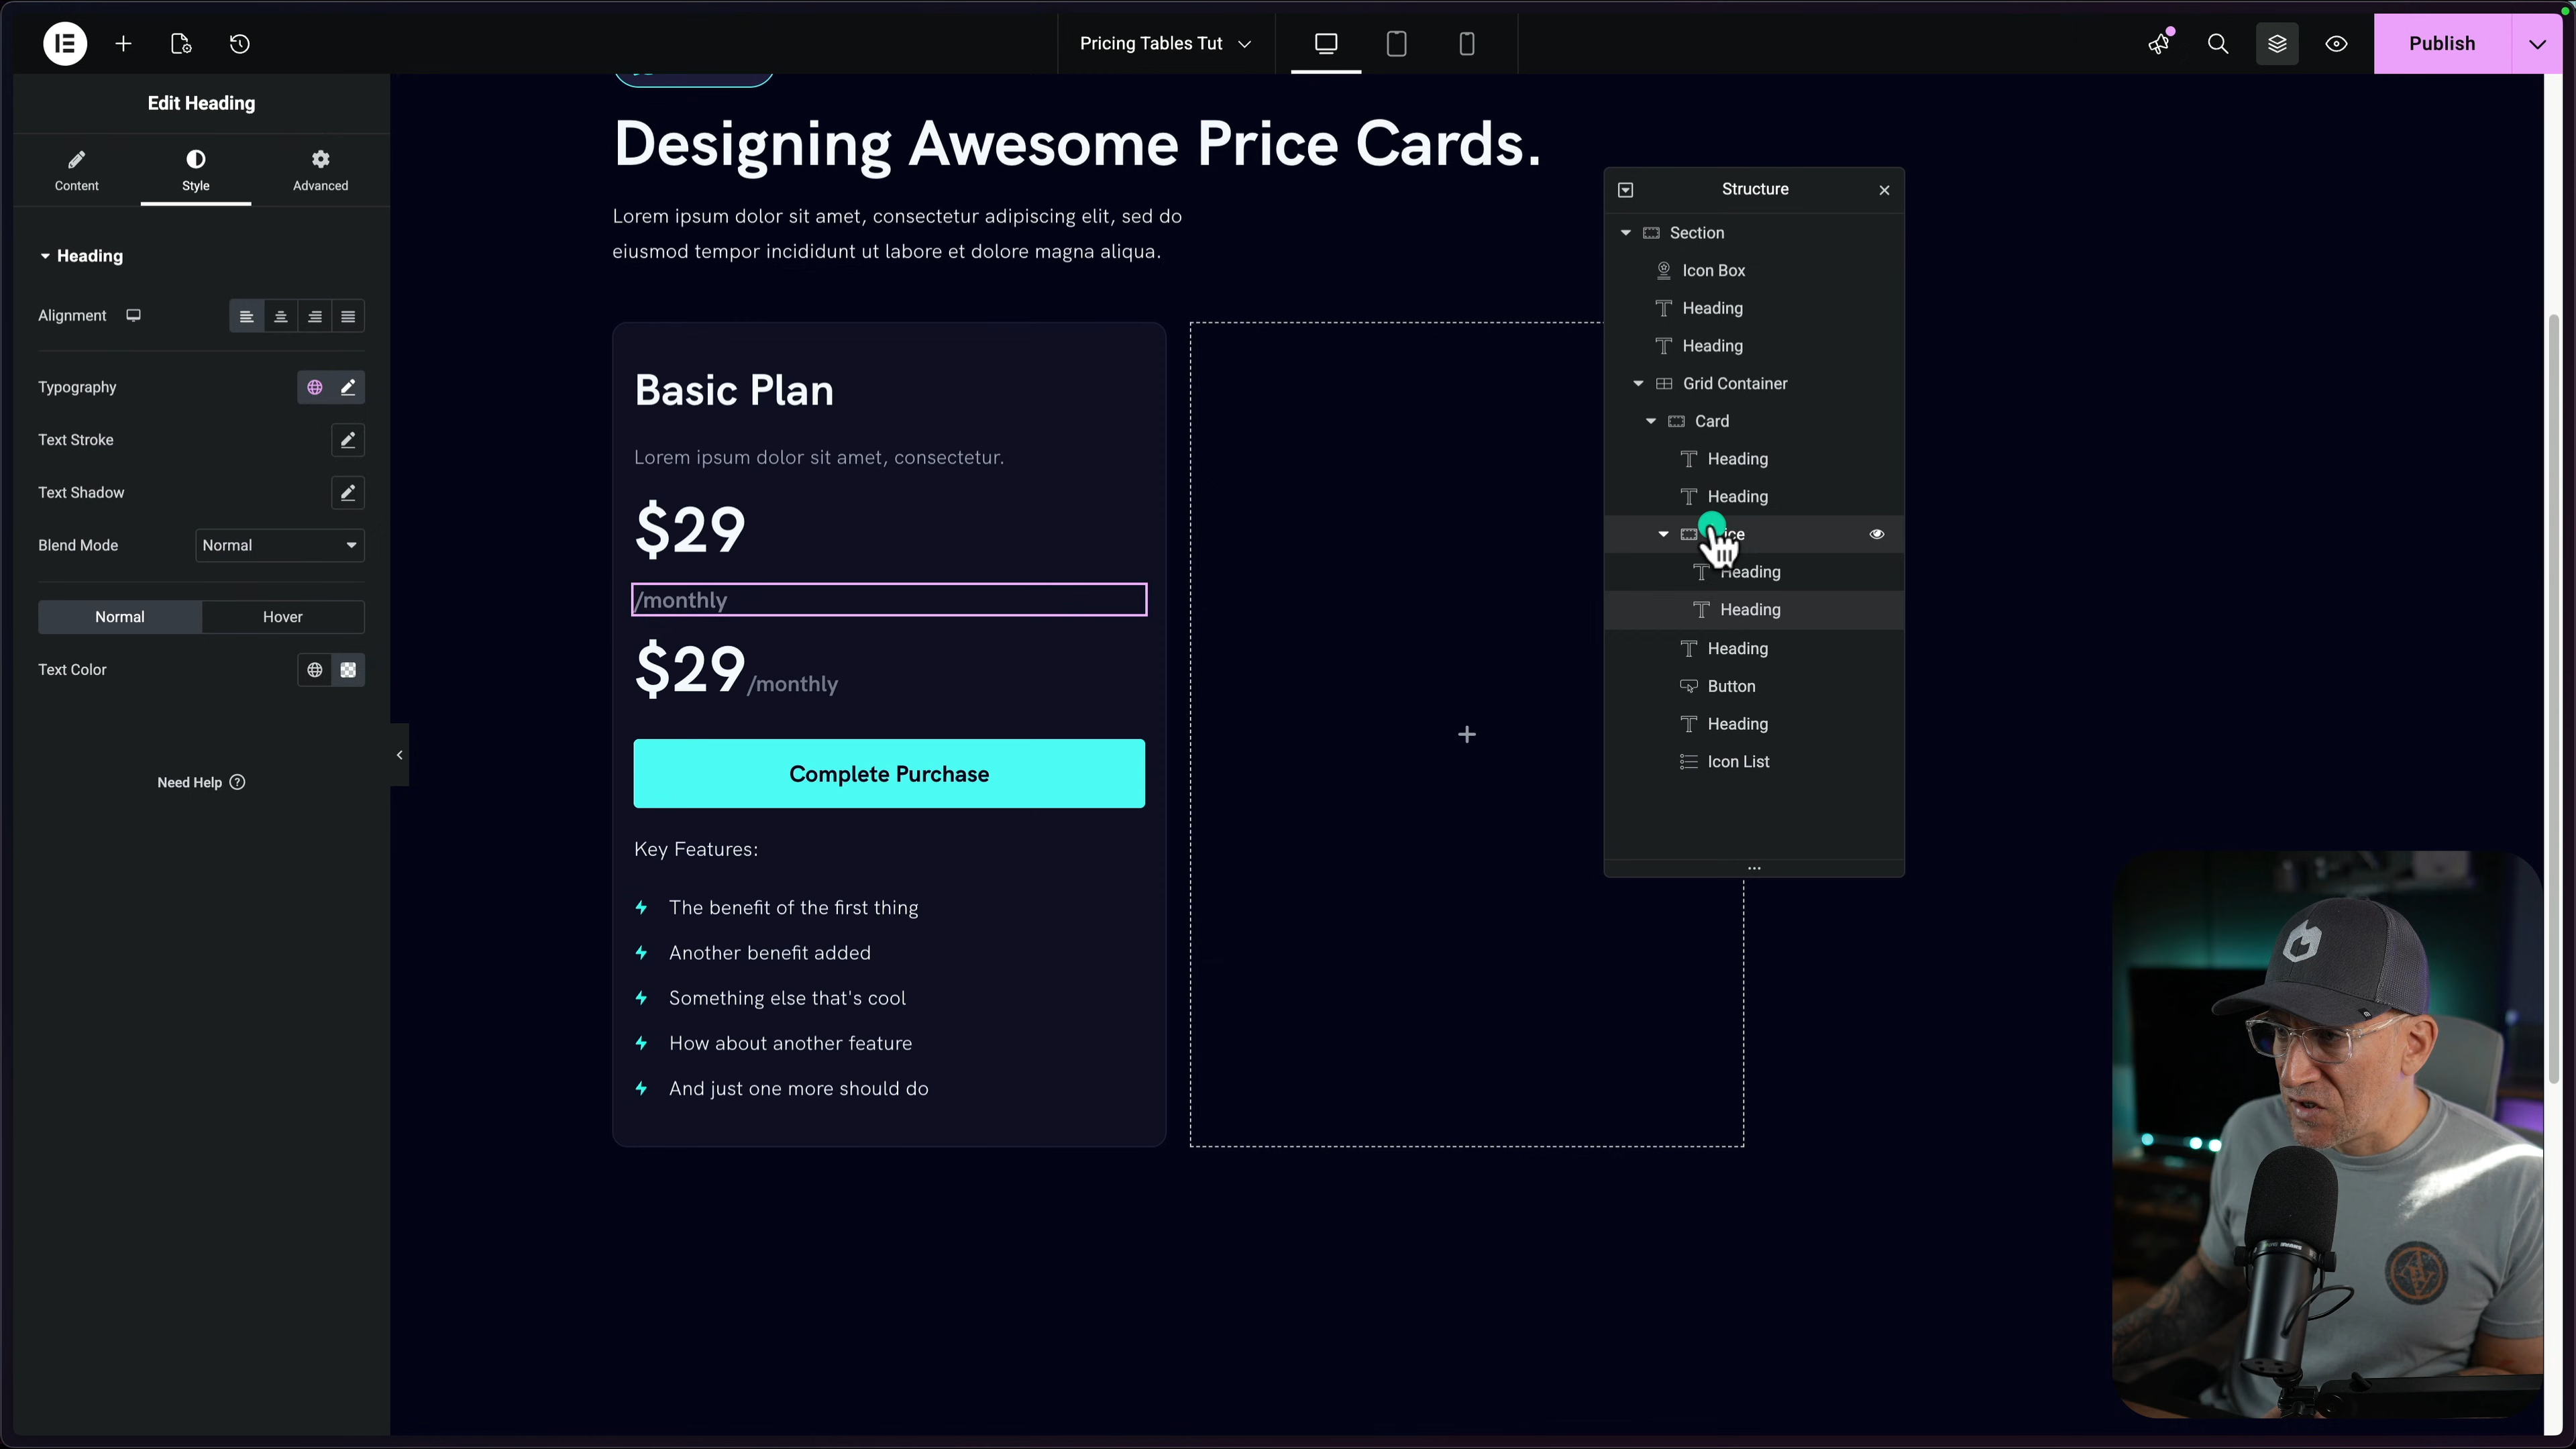 Pricing Tables Tut
Publish
Edit Heading
Content
Style
Advanced
Heading
Alignment
Typography
Text Stroke
Text Shadow
Blend Mode
Normal
Normal
Hover
Text Color
Need Help
Designing Awesome Price Cards.
Lorem ipsum dolor sit amet, consectetur adipiscing elit, sed do
eiusmod tempor incididunt ut labore et dolore magna aliqua.
Basic Plan
Lorem ipsum dolor sit amet, consectetur.
$29
/monthly
$29/monthly
Complete Purchase
Key Features:
The benefit of the first thing
Another benefit added
Something else that's cool
How about another feature
And just one more should do
Structure
Section
Icon Box
Heading
Heading
Grid Container
Card
Heading
Heading
Heading
Heading
Heading
Button
Heading
Icon List